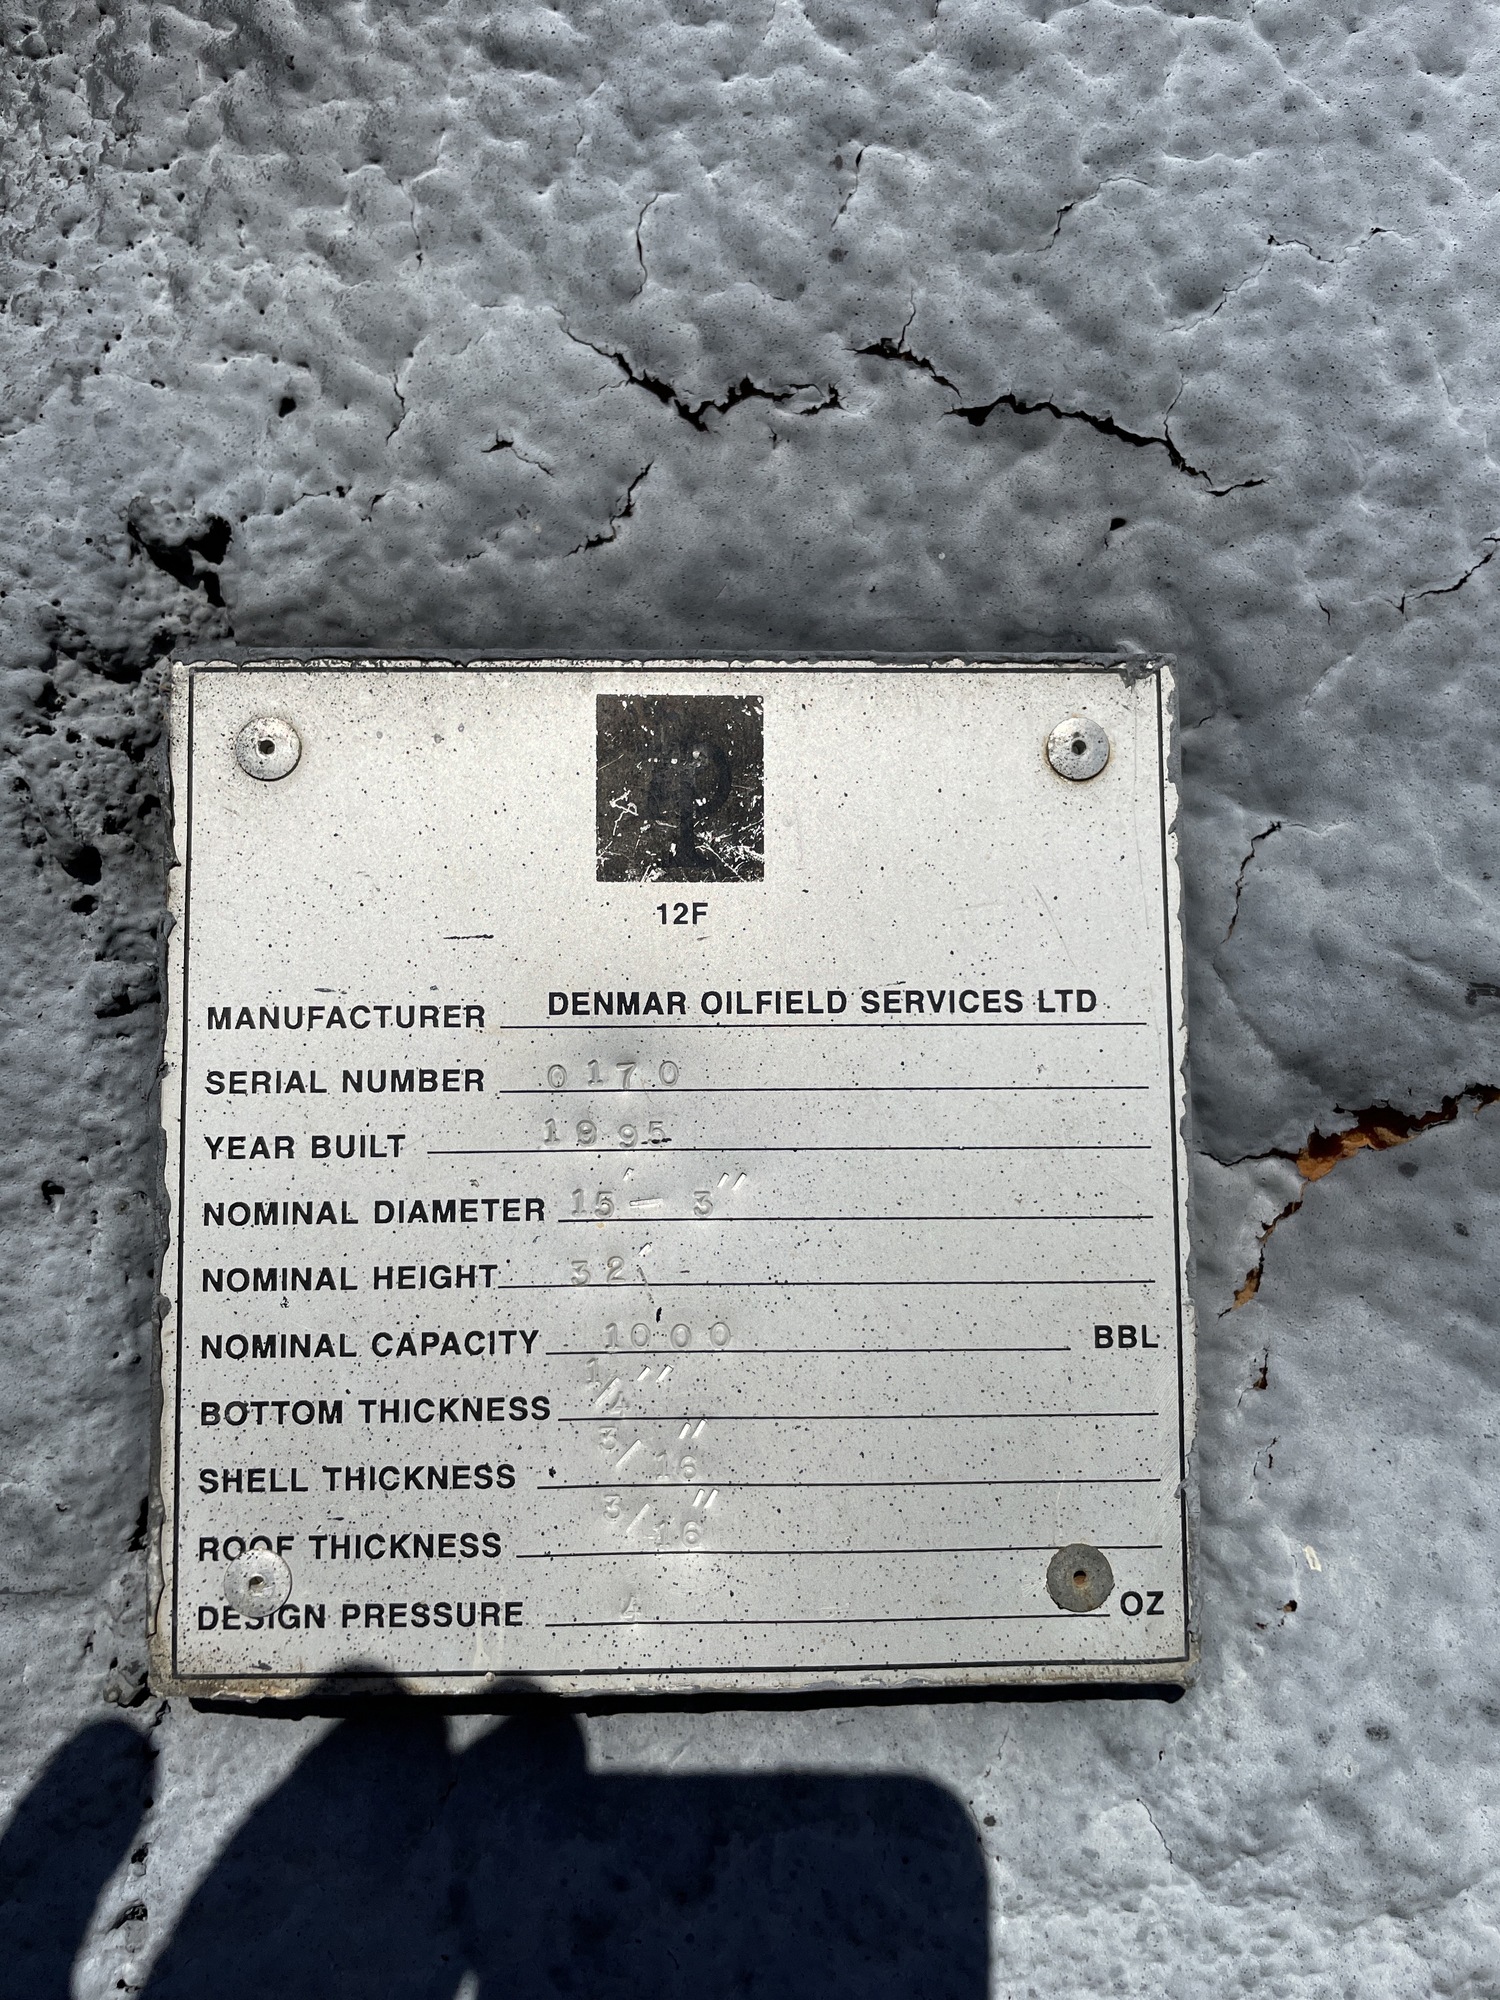 12F
MANUFACTURER DENMAR OILFIELD SERVICES LTD
SERIAL NUMBER 0170
YEAR BUILT 1995
NOMINAL DIAMETER 15' - 3"
NOMINAL HEIGHT 32' -
NOMINAL CAPACITY 1000 BBL
BOTTOM THICKNESS 1/4"
SHELL THICKNESS 3/16"
ROOF THICKNESS 3/16"
DESIGN PRESSURE 4 OZ